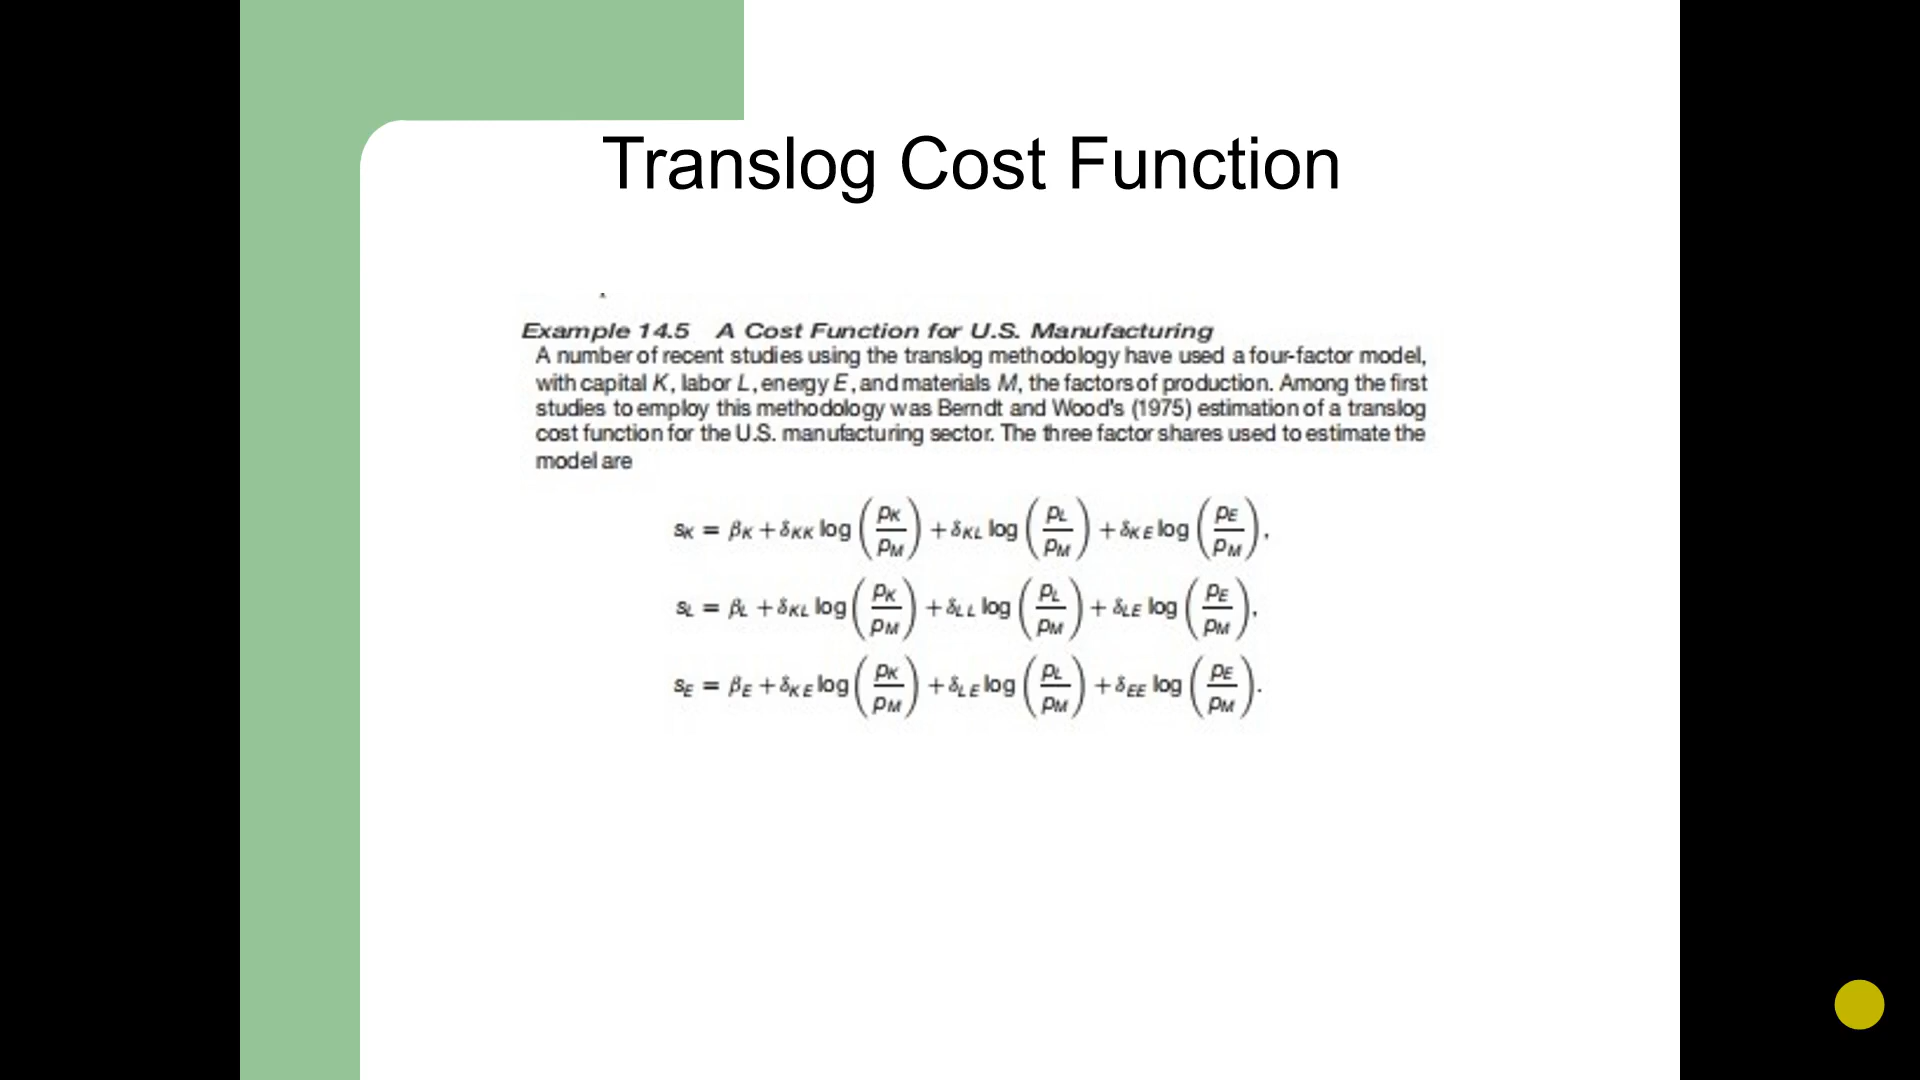 Translog Cost Function
Example 14.5 A Cost Function for U.S. Manufacturing
A number of recent studies using the translog methodology have used a four-factor model,
with capital K, labor L, energy E, and materials M, the factors of production. Among the first
studies to employ this methodology was Berndt and Wood's (1975) estimation of a translog
cost function for the U.S. manufacturing sector. The three factor shares used to estimate the
model are
s_K = β_K + δ_KK log (p_K/p_M) + δ_KL log (p_L/p_M) + δ_KE log (p_E/p_M),
s_L = β_L + δ_KL log (p_K/p_M) + δ_LL log (p_L/p_M) + δ_LE log (p_E/p_M),
s_E = β_E + δ_KE log (p_K/p_M) + δ_LE log (p_L/p_M) + δ_EE log (p_E/p_M).